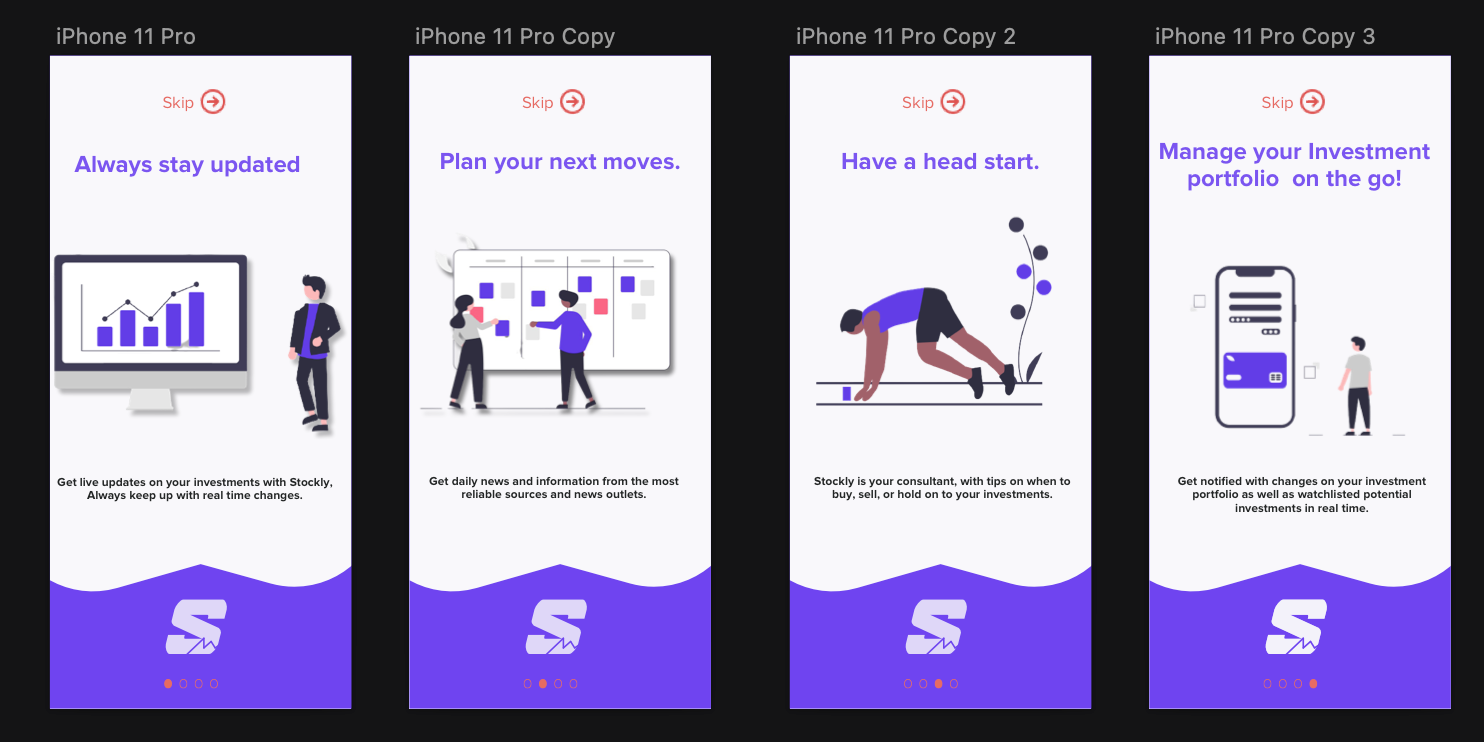 iPhone 11 Pro
Skip
Always stay updated
Get live updates on your investments with Stockly,
Always keep up with real time changes.
S
iPhone 11 Pro Copy
Skip
Plan your next moves.
Get daily news and information from the most
reliable sources and news outlets.
S
iPhone 11 Pro Copy 2
Skip
Have a head start.
Stockly is your consultant, with tips on when to
buy, sell, or hold on to your investments.
S
iPhone 11 Pro Copy 3
Skip
Manage your Investment
portfolio  on the go!
Get notified with changes on your investment
portfolio as well as watchlisted potential
investments in real time.
S